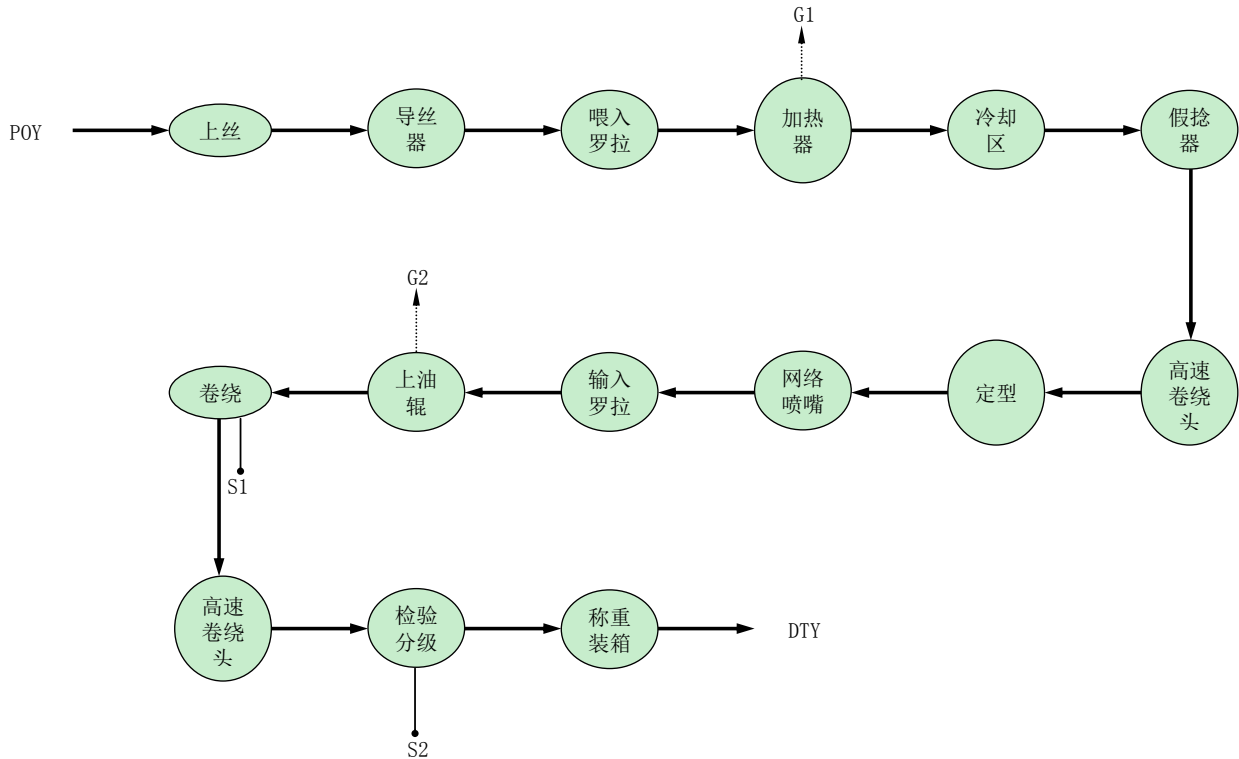 G1
POY
上丝
导丝
器
喂入
罗拉
加热
器
冷却
区
假捻
器
G2
卷绕
上油
辊
输入
罗拉
网络
喷嘴
定型
高速
卷绕
头
S1
高速
卷绕
头
检验
分级
称重
装箱
DTY
S2